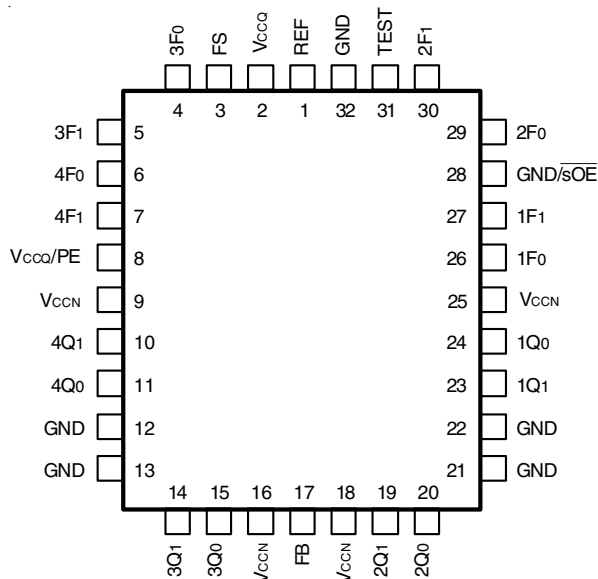 3F0
FS
VCCQ
REF
GND
TEST
2F1
4
3
2
1
32
31
30
3F1
5
29
2F0
4F0
6
28
GND/sOE
4F1
7
27
1F1
VCCQ/PE
8
26
1F0
VCCN
9
25
VCCN
4Q1
10
24
1Q0
4Q0
11
23
1Q1
GND
12
22
GND
GND
13
21
GND
14
15
16
17
18
19
20
3Q1
3Q0
VCCN
FB
VCCN
2Q1
2Q0